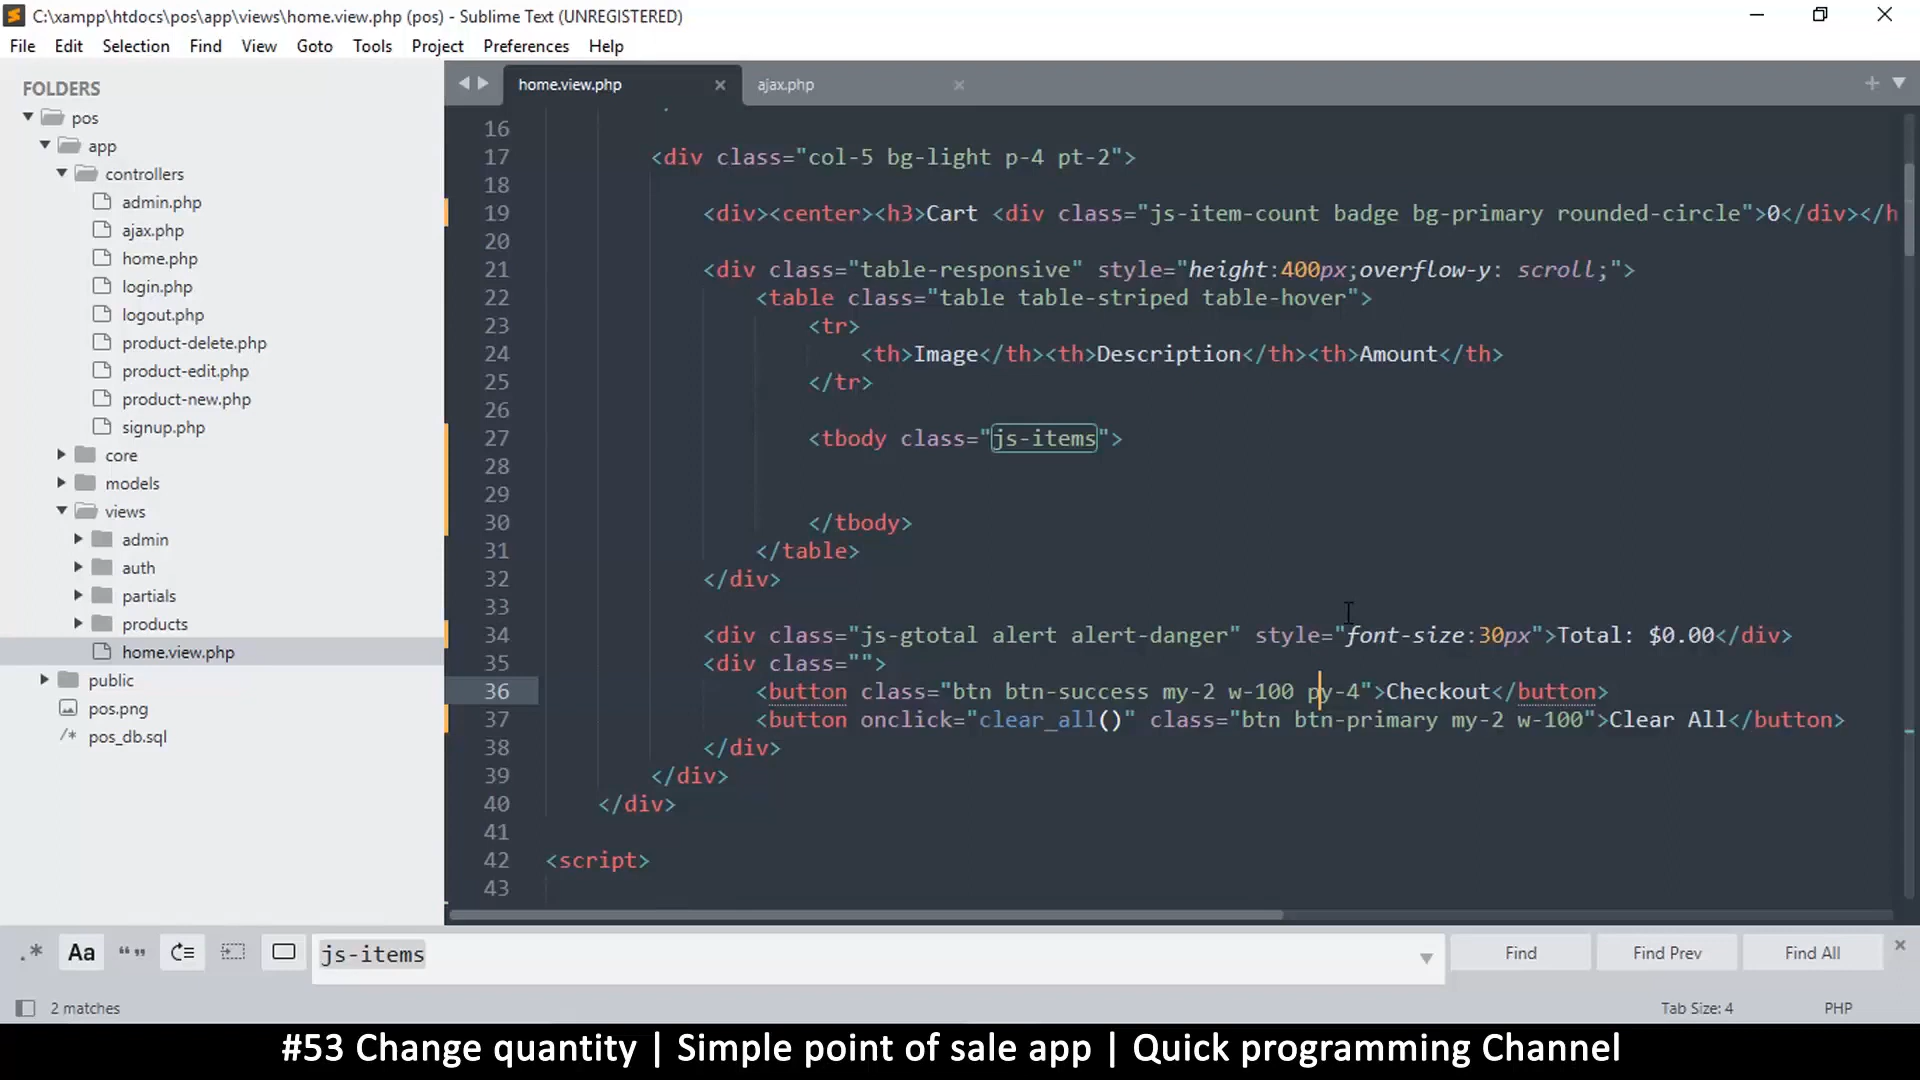 C:\xampp\htdocs\pos\app\views\home.view.php (pos) - Sublime Text (UNREGISTERED)
File Edit Selection Find View Goto Tools Project Preferences Help
FOLDERS
pos
app
controllers
admin.php
ajax.php
home.php
login.php
logout.php
product-delete.php
product-edit.php
product-new.php
signup.php
core
models
views
admin
auth
partials
products
home.view.php
public
pos.png
/* pos_db.sql
home.view.php × ajax.php ×
16
17 <div class="col-5 bg-light p-4 pt-2">
18
19 <div><center><h3>Cart <div class="js-item-count badge bg-primary rounded-circle">0</div></h
20
21 <div class="table-responsive" style="height:400px;overflow-y: scroll;">
22 <table class="table table-striped table-hover">
23 <tr>
24 <th>Image</th><th>Description</th><th>Amount</th>
25 </tr>
26
27 <tbody class="js-items">
28
29
30 </tbody>
31 </table>
32 </div>
33
34 <div class="js-gtotal alert alert-danger" style="font-size:30px">Total: $0.00</div>
35 <div class="">
36 <button class="btn btn-success my-2 w-100 py-4">Checkout</button>
37 <button onclick="clear_all()" class="btn btn-primary my-2 w-100">Clear All</button>
38 </div>
39 </div>
40 </div>
41
42 <script>
43
.* Aa “” js-items Find Find Prev Find All
2 matches Tab Size: 4 PHP
#53 Change quantity | Simple point of sale app | Quick programming Channel